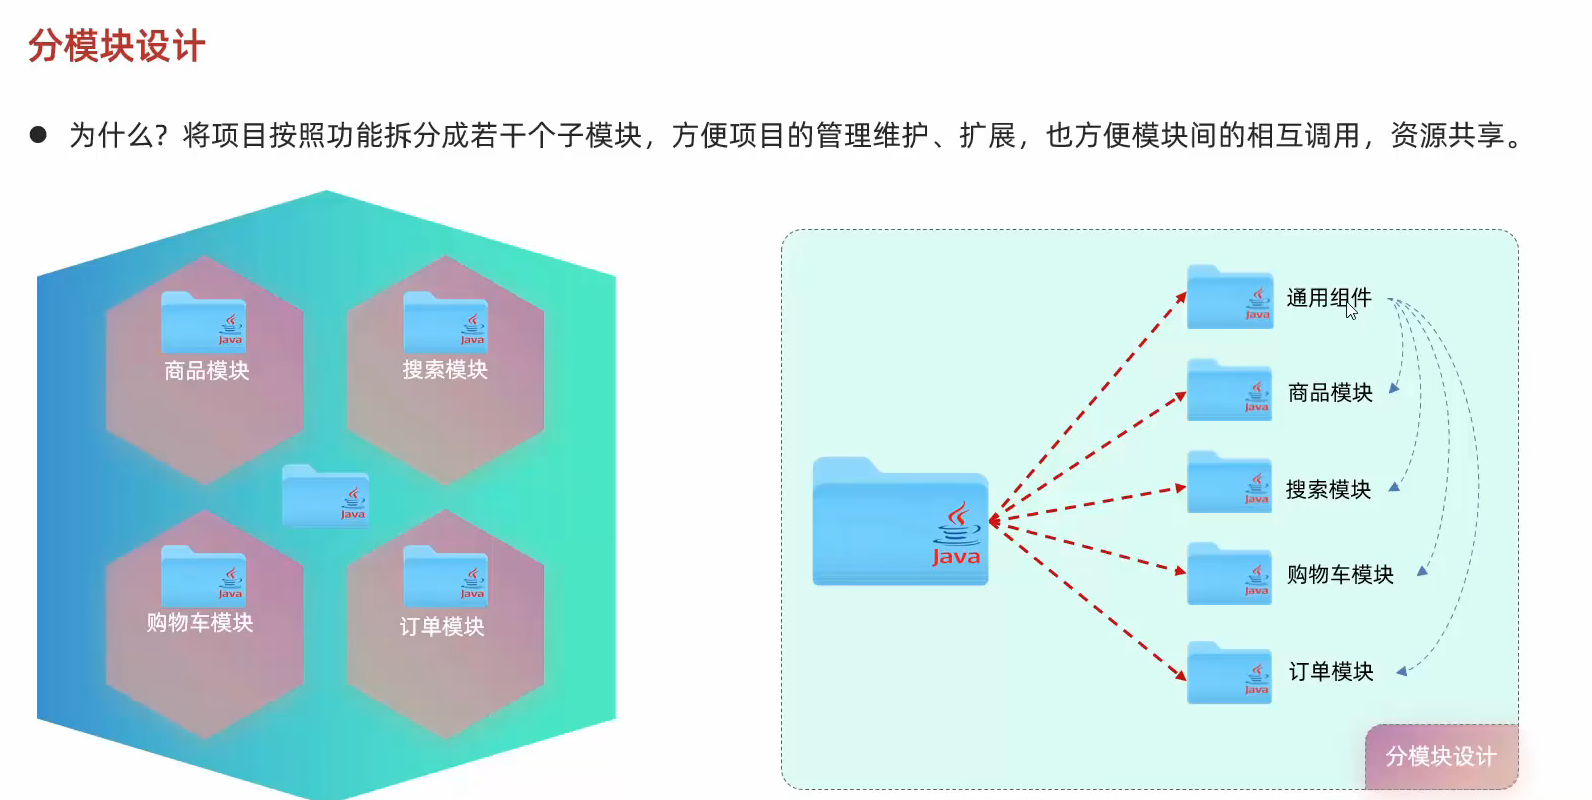 分模块设计
● 为什么？将项目按照功能拆分成若干个子模块，方便项目的管理维护、扩展，也方便模块间的相互调用，资源共享。
Java
商品模块
Java
搜索模块
Java
Java
购物车模块
Java
订单模块
Java
Java
通用组件
Java
商品模块
Java
搜索模块
Java
购物车模块
Java
订单模块
分模块设计